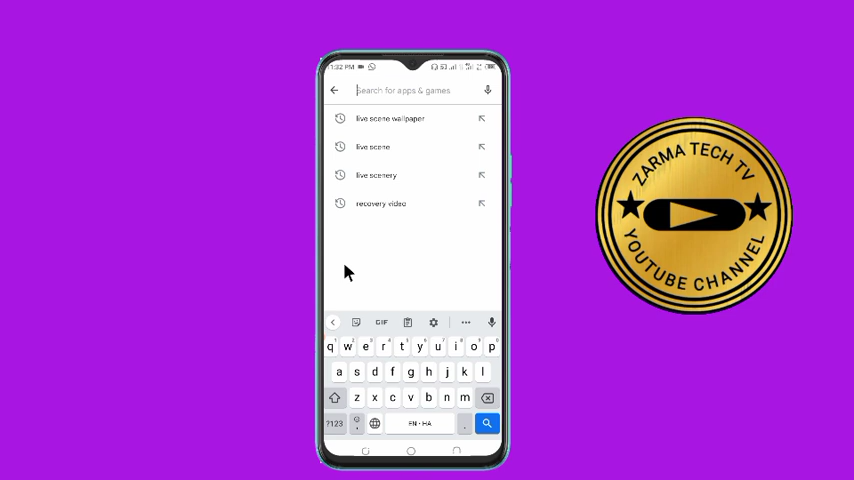 1:32 PM
Search for apps & games
live scene wallpaper
live scene
live scenery
recovery video
GIF
q w e r t y u i o p
a s d f g h j k l
z x c v b n m
?123 EN · HA .
ZARMA TECH TV
YOUTUBE CHANNEL